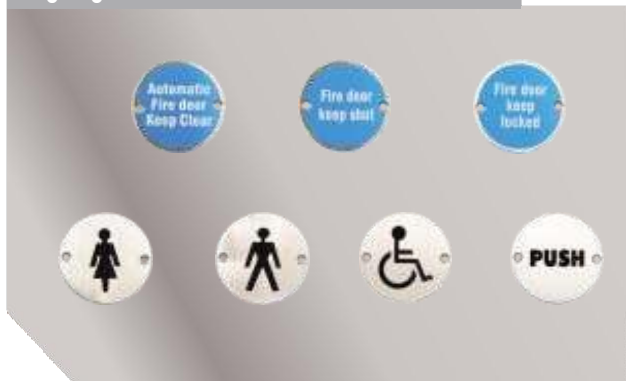 Automatic
Fire door
Keep Clear
Fire door
keep shut
Fire door
keep
locked
PUSH